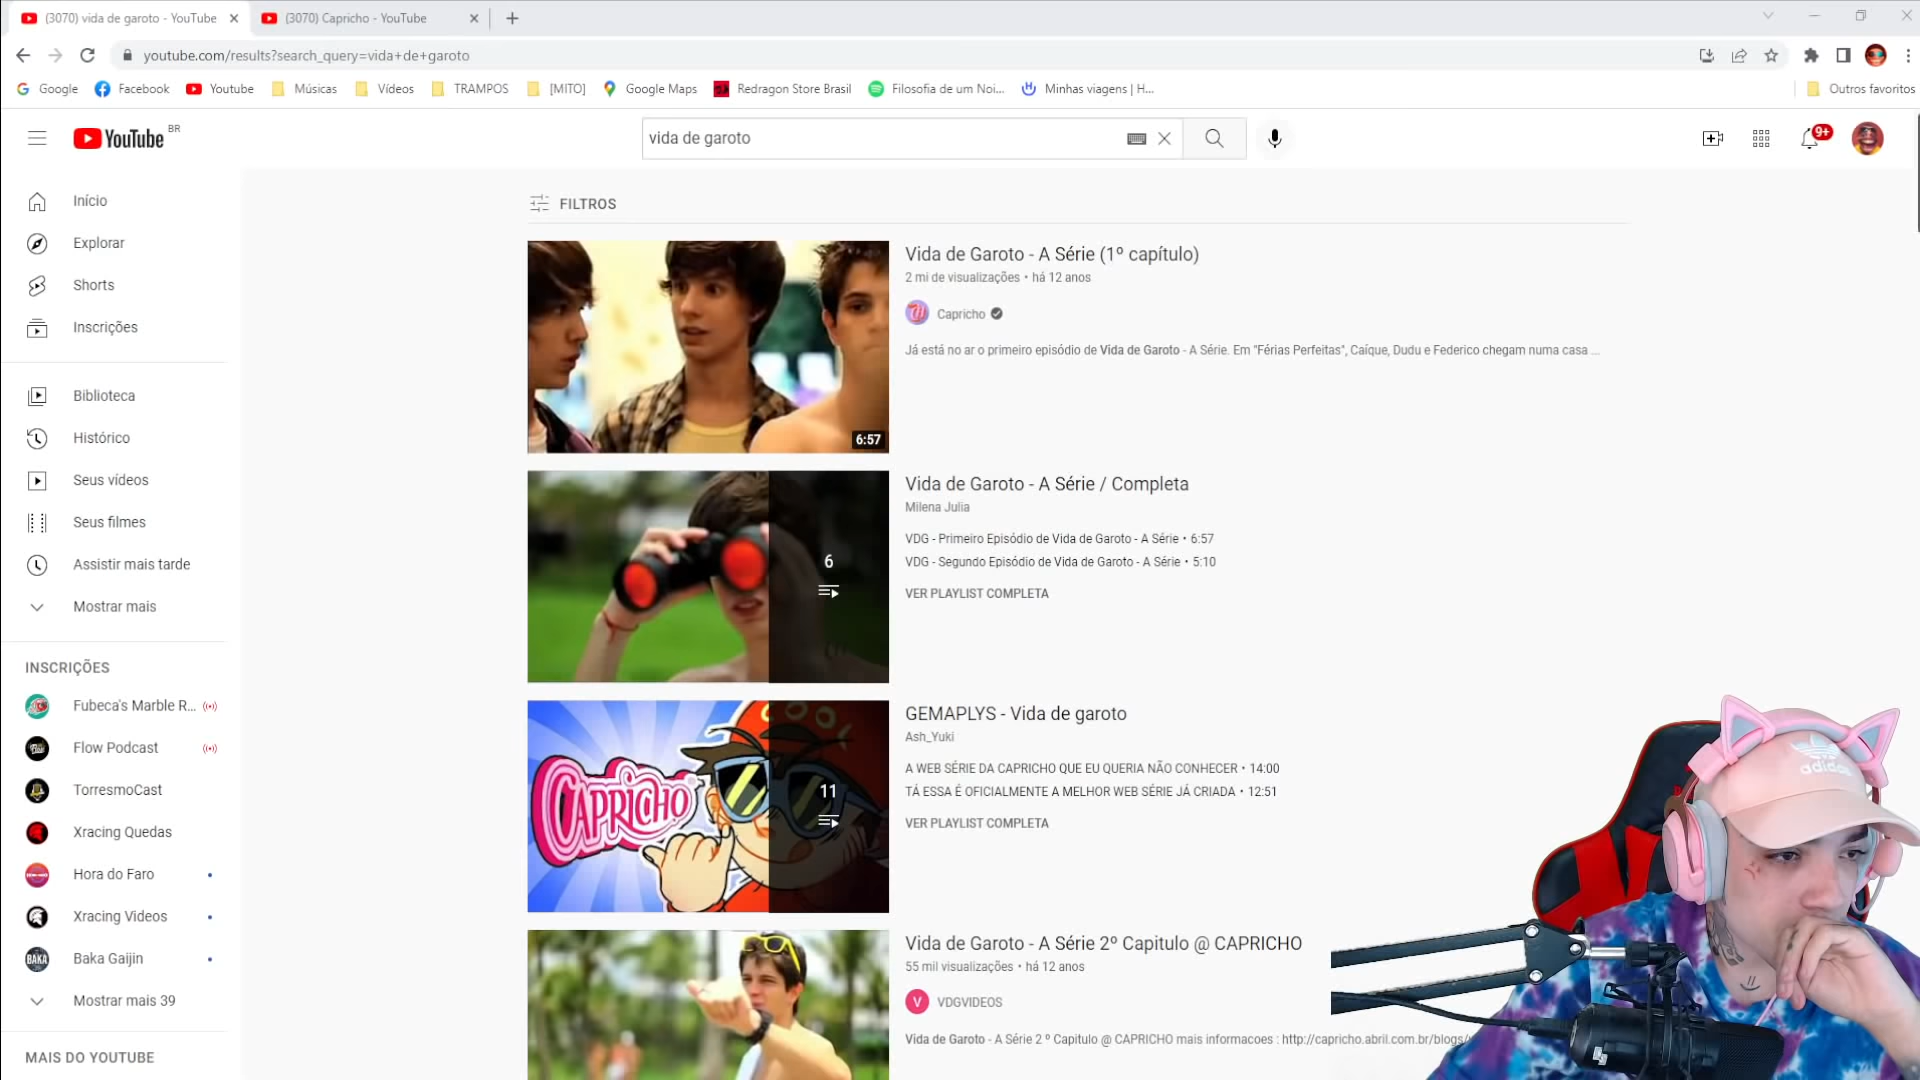 (3070) vida de garoto - YouTube
(3070) Capricho - YouTube
youtube.com/results?search_query=vida+de+garoto
Google
Facebook
Youtube
Músicas
Vídeos
TRAMPOS
[MITO]
Google Maps
Redragon Store Brasil
Filosofia de um Noi...
Minhas viagens | H...
Outros favoritos
YouTube BR
vida de garoto
9+
Início
Explorar
Shorts
Inscrições
Biblioteca
Histórico
Seus vídeos
Seus filmes
Assistir mais tarde
Mostrar mais
INSCRIÇÕES
Fubeca's Marble R...
Flow Podcast
TorresmoCast
Xracing Quedas
Hora do Faro
Xracing Videos
BAKA
Baka Gaijin
Mostrar mais 39
MAIS DO YOUTUBE
FILTROS
6:57
Vida de Garoto - A Série (1º capítulo)
2 mi de visualizações • há 12 anos
Capricho
Já está no ar o primeiro episódio de Vida de Garoto - A Série. Em "Férias Perfeitas", Caíque, Dudu e Federico chegam numa casa ...
6
Vida de Garoto - A Série / Completa
Milena Julia
VDG - Primeiro Episódio de Vida de Garoto - A Série • 6:57
VDG - Segundo Episódio de Vida de Garoto - A Série • 5:10
VER PLAYLIST COMPLETA
CAPRICHO
11
GEMAPLYS - Vida de garoto
Ash_Yuki
A WEB SÉRIE DA CAPRICHO QUE EU QUERIA NÃO CONHECER • 14:00
TÁ ESSA É OFICIALMENTE A MELHOR WEB SÉRIE JÁ CRIADA • 12:51
VER PLAYLIST COMPLETA
Vida de Garoto - A Série 2º Capitulo @ CAPRICHO
55 mil visualizações • há 12 anos
V
VDGVIDEOS
Vida de Garoto - A Série 2 º Capitulo @ CAPRICHO mais informacoes : http://capricho.abril.com.br/blogs/
adidas